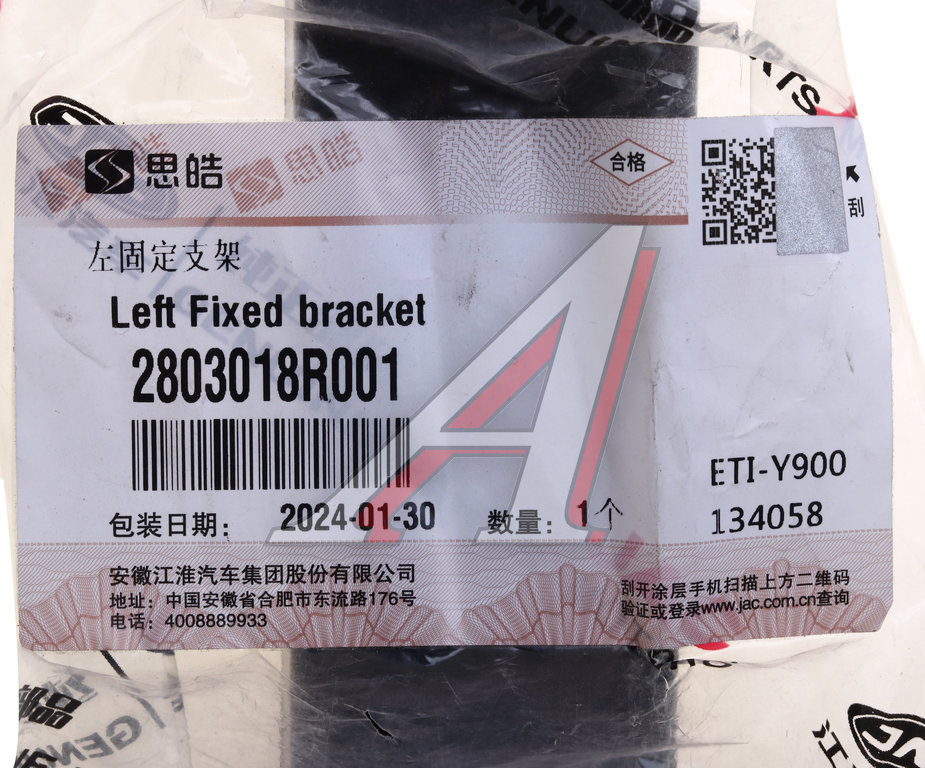 思皓
合格
刮
左固定支架
Left Fixed bracket
2803018R001
ETI-Y900
134058
包装日期： 2024-01-30 数量：1个
安徽江淮汽车集团股份有限公司
地址：中国安徽省合肥市东流路176号
电话：4008889933
刮开涂层手机扫描上方二维码
验证或登录www.jac.com.cn查询